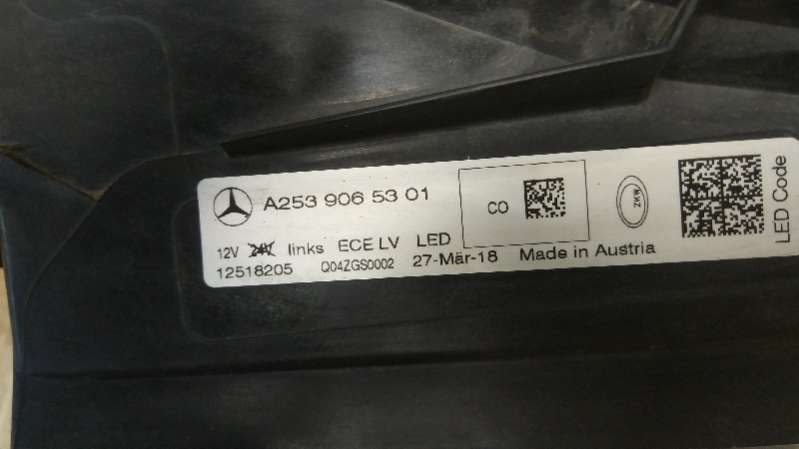 A253 906 53 01
CO
ZKW
12V 24V links ECE LV LED
12518205 Q04ZGS0002 27-Mär-18 Made in Austria
LED Code